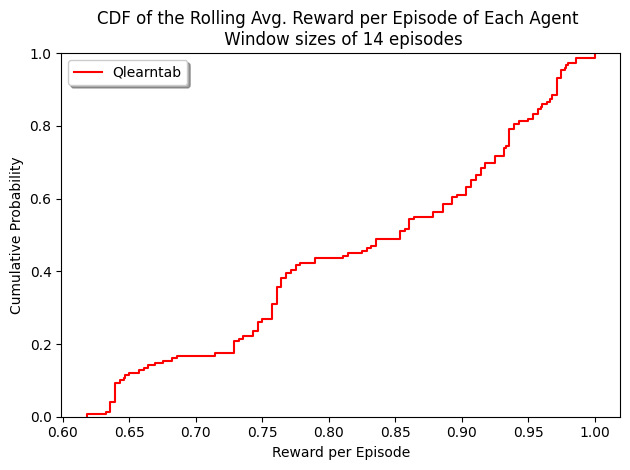 CDF of the Rolling Avg. Reward per Episode of Each Agent
Window sizes of 14 episodes
Qlearntab
1.0
0.8
0.6
0.4
0.2
0.0
Cumulative Probability
0.60 0.65 0.70 0.75 0.80 0.85 0.90 0.95 1.00
Reward per Episode